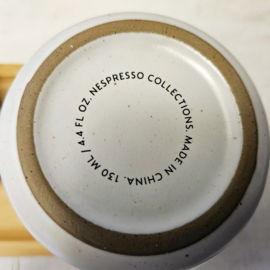 NESPRESSO COLLECTIONS. MADE IN CHINA. 130 ML / 4.4 FL OZ.